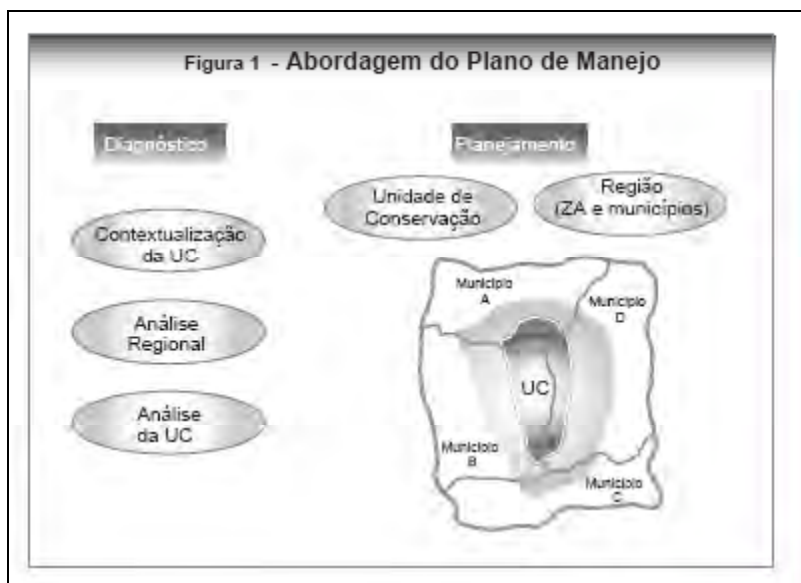 Figura 1 - Abordagem do Plano de Manejo
Diagnóstico
Planejamento
Unidade de
Conservação
Região
(ZA e municípios)
Contextualização
da UC
Análise
Regional
Análise
da UC
Município
A
Município
D
UC
Município
B
Município
C